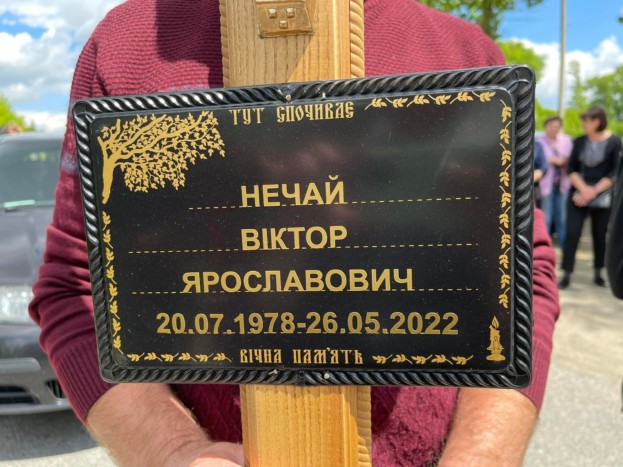 ТУТ СПОЧИВАЄ
НЕЧАЙ
ВІКТОР
ЯРОСЛАВОВИЧ
20.07.1978-26.05.2022
ВІЧНА ПАМ'ЯТЬ